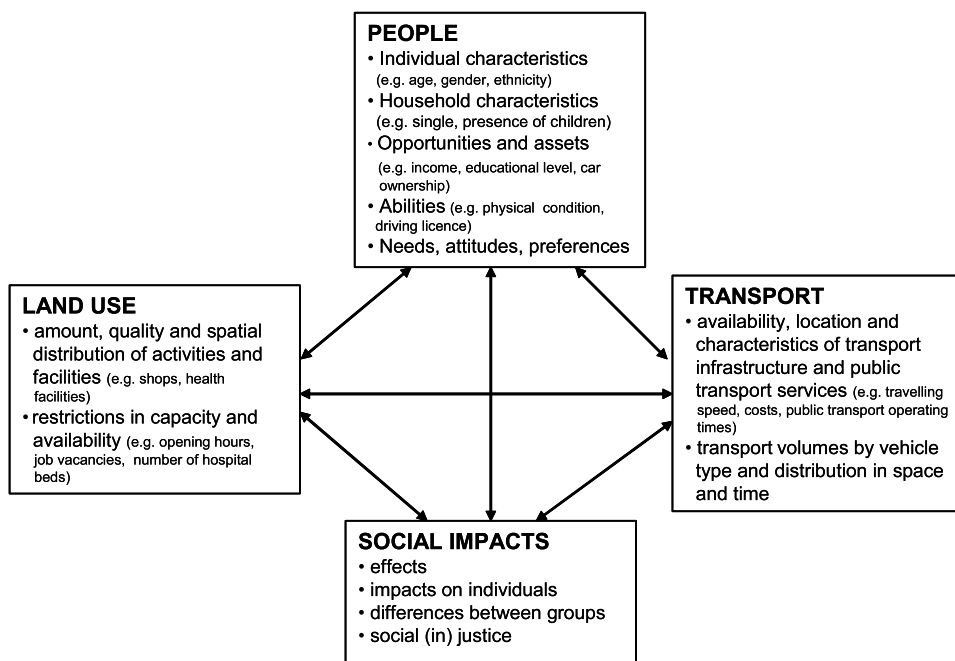 PEOPLE
• Individual characteristics
(e.g. age, gender, ethnicity)
• Household characteristics
(e.g. single, presence of children)
• Opportunities and assets
(e.g. income, educational level, car
ownership)
• Abilities (e.g. physical condition,
driving licence)
• Needs, attitudes, preferences
LAND USE
• amount, quality and spatial
distribution of activities and
facilities (e.g. shops, health
facilities)
• restrictions in capacity and
availability (e.g. opening hours,
job vacancies, number of hospital
beds)
TRANSPORT
• availability, location and
characteristics of transport
infrastructure and public
transport services (e.g. travelling
speed, costs, public transport operating
times)
• transport volumes by vehicle
type and distribution in space
and time
SOCIAL IMPACTS
• effects
• impacts on individuals
• differences between groups
• social (in) justice